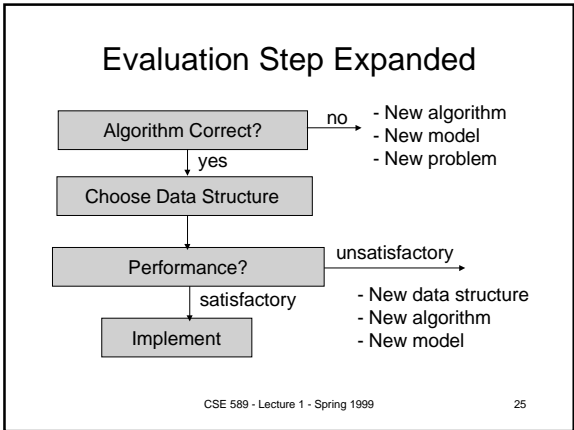 Evaluation Step Expanded
Algorithm Correct?
no
- New algorithm
- New model
- New problem
yes
Choose Data Structure
Performance?
unsatisfactory
satisfactory
- New data structure
- New algorithm
- New model
Implement
CSE 589 - Lecture 1 - Spring 1999
25